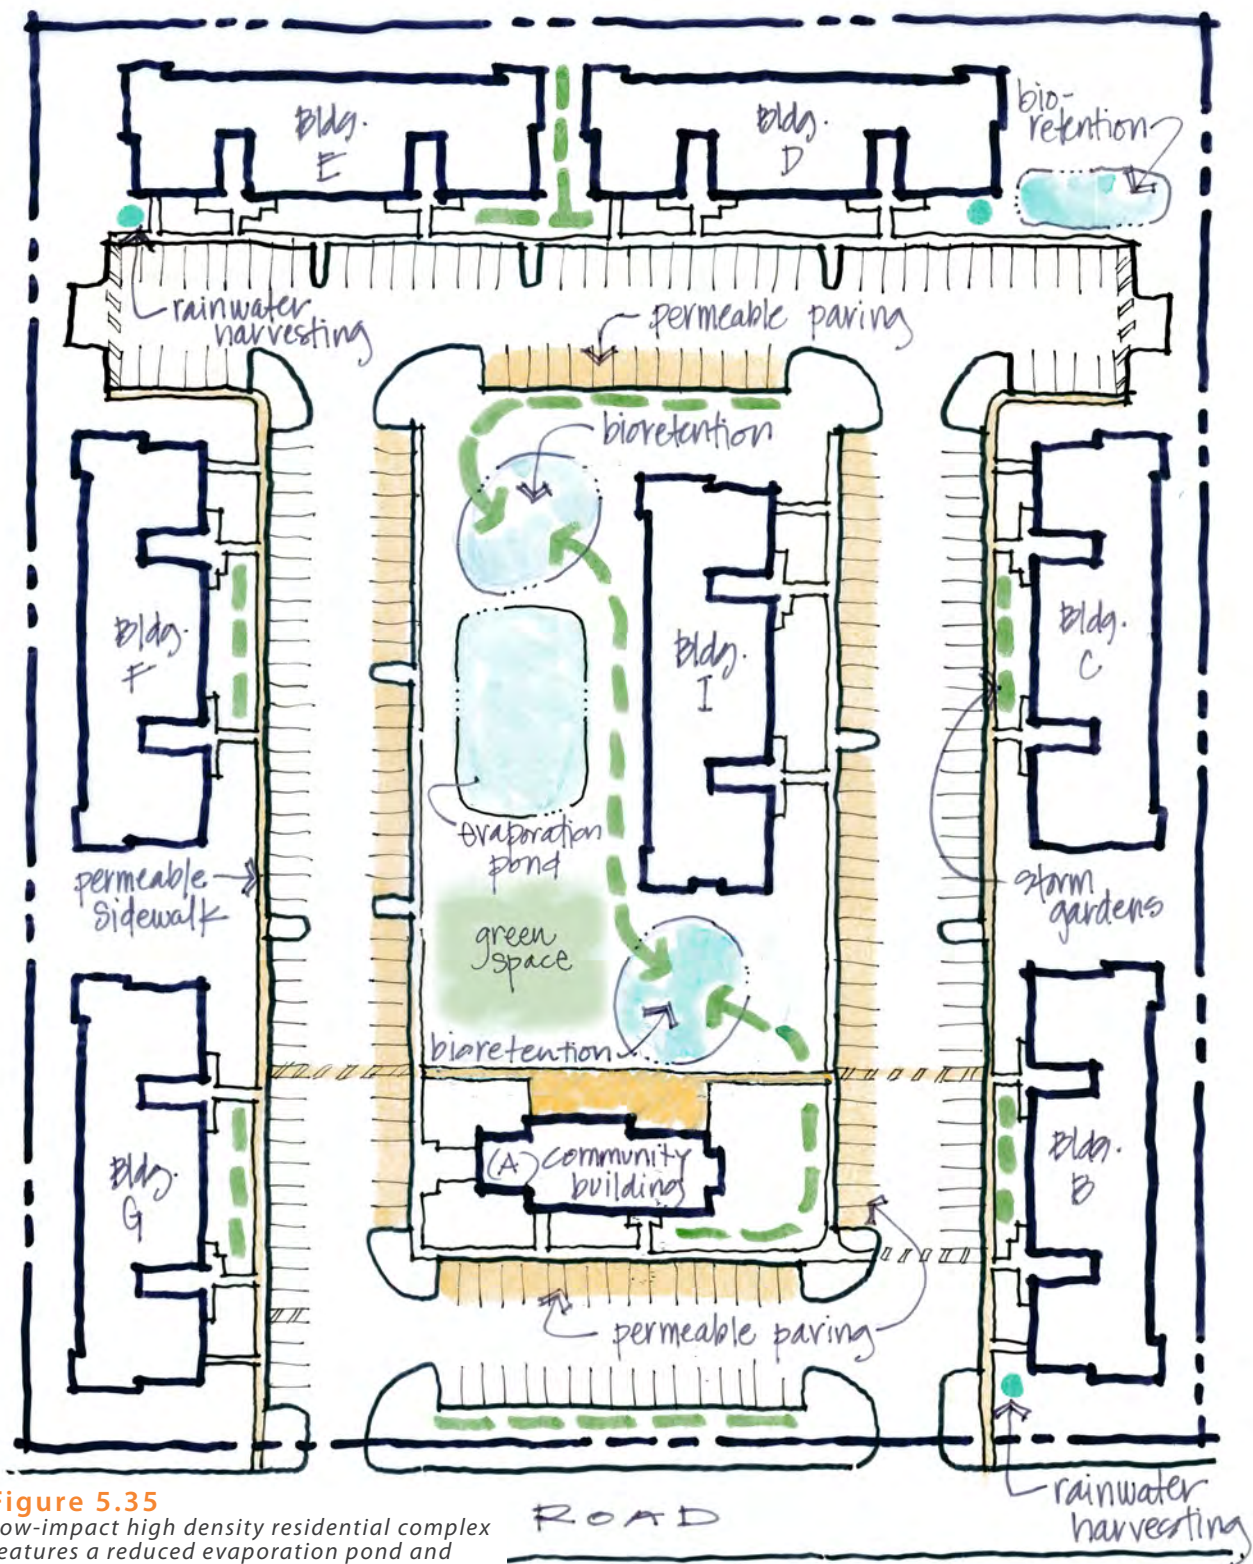 Bldg.
E
Bldg.
D
bio-
retention
rainwater
harvesting
permeable paving
bioretention
Bldg.
F
Bldg.
I
Bldg.
C
evaporation
pond
permeable
sidewalk
green
space
storm
gardens
bioretention
Bldg.
G
(A) community
building
Bldg.
B
permeable paving
rainwater
harvesting
ROAD
Figure 5.35
ow-impact high density residential complex
eatures a reduced evaporation pond and